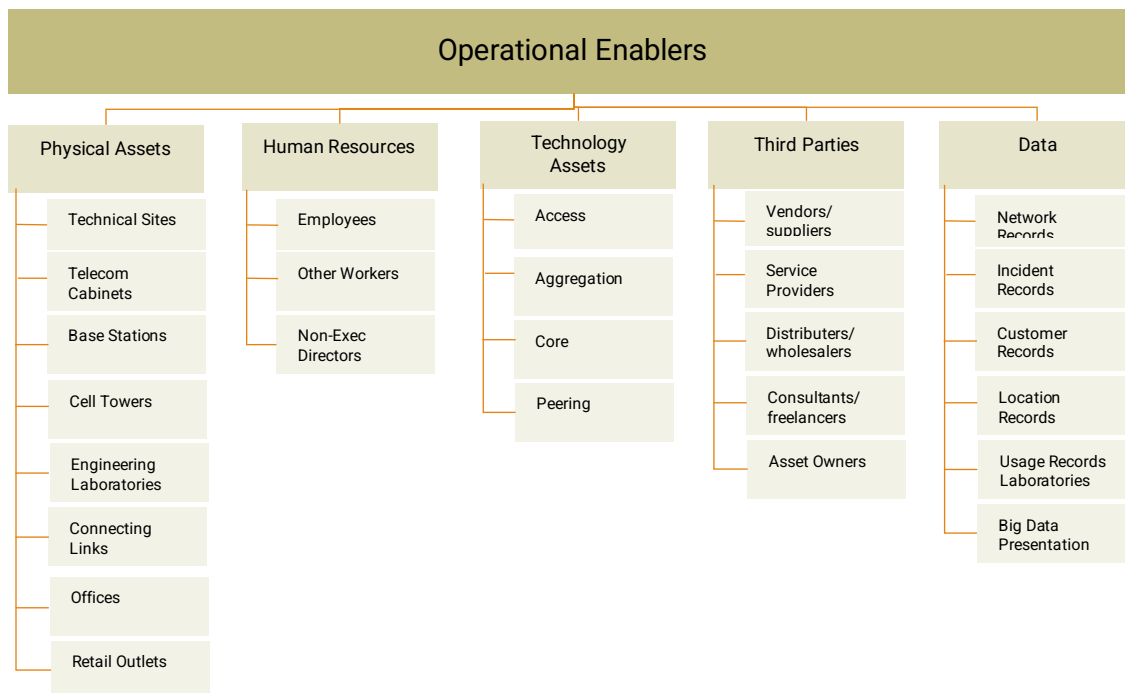 Operational Enablers
Physical Assets
Technical Sites
Telecom
Cabinets
Base Stations
Cell Towers
Engineering
Laboratories
Connecting
Links
Offices
Retail Outlets
Human Resources
Employees
Other Workers
Non-Exec
Directors
Technology
Assets
Access
Aggregation
Core
Peering
Third Parties
Vendors/
suppliers
Service
Providers
Distributers/
wholesalers
Consultants/
freelancers
Asset Owners
Data
Network
Records
Incident
Records
Customer
Records
Location
Records
Usage Records
Laboratories
Big Data
Presentation